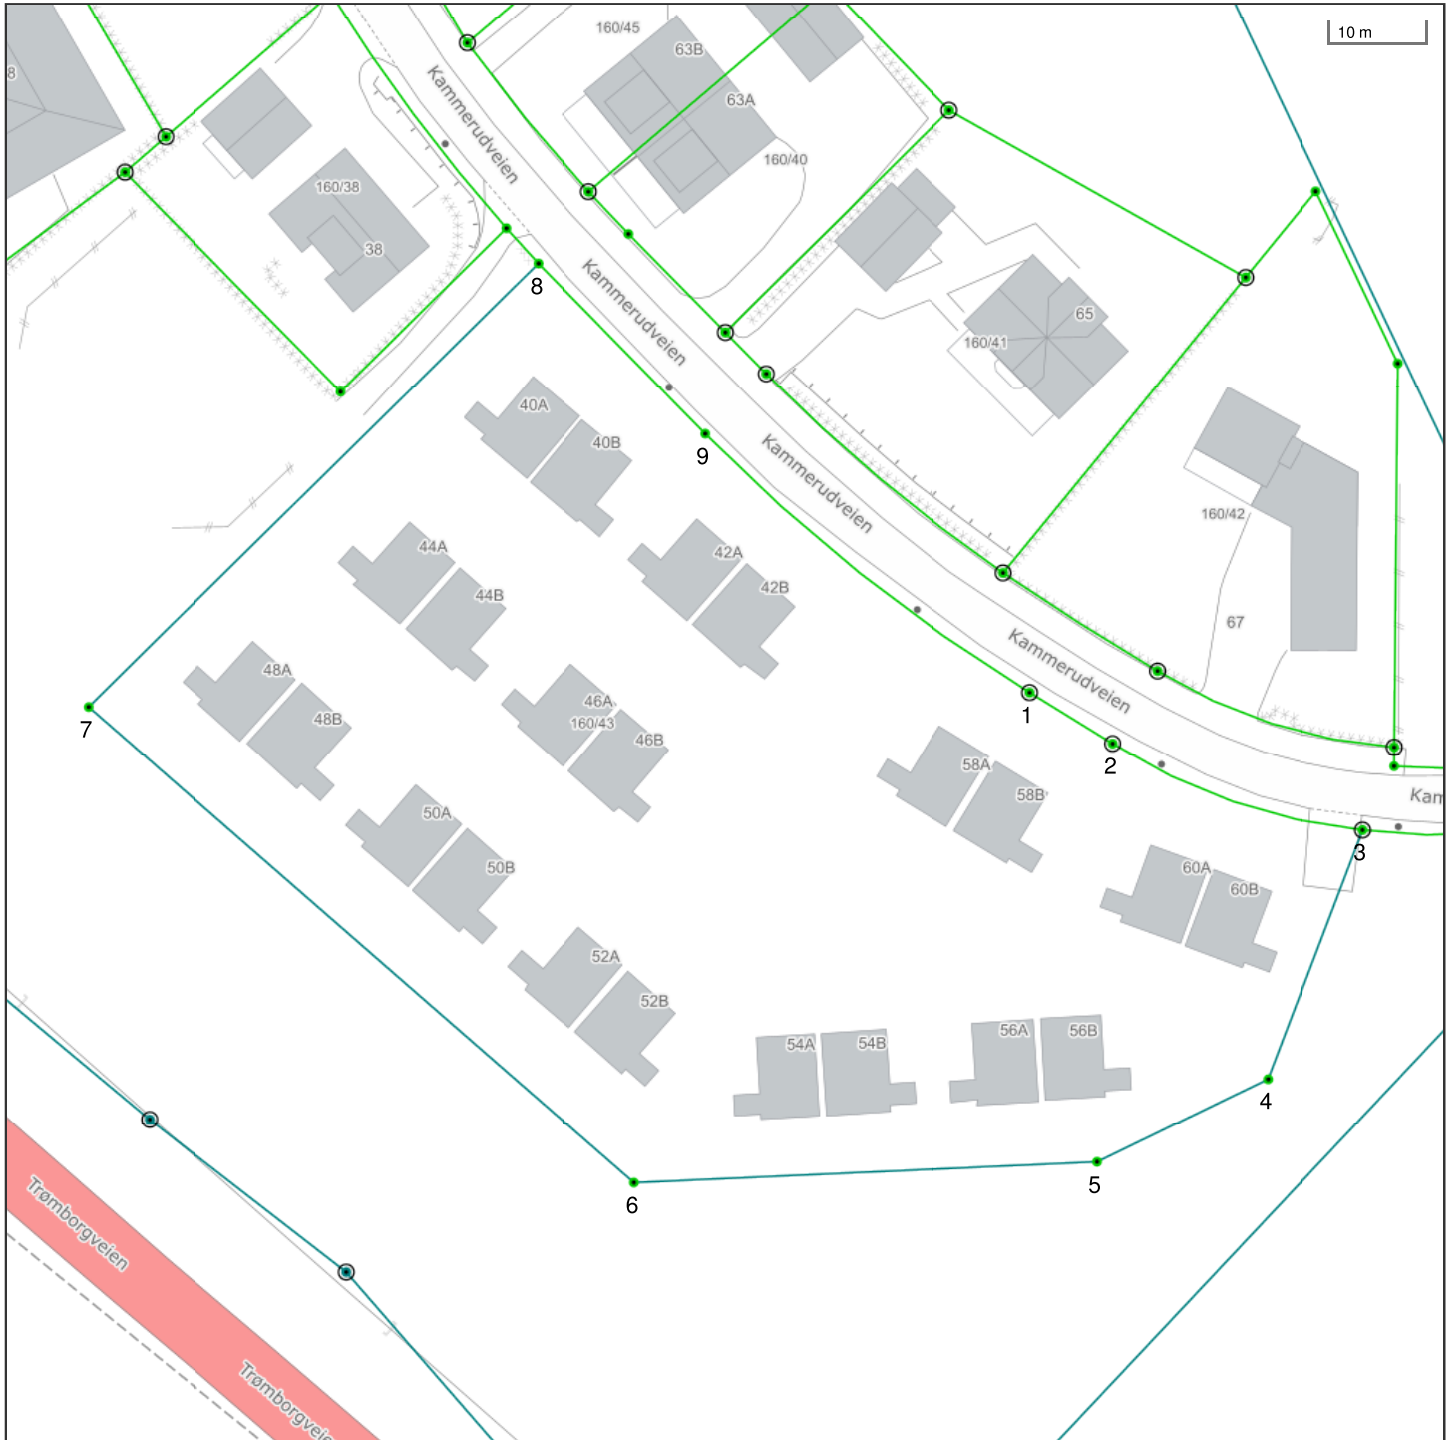 160/45
10 m
63B
8
Kammerudveien
63A
160/40
160/38
38
Kammerudveien
8
65
160/41
40A
40B
9
Kammerudveien
160/42
44A
42A
42B
44B
67
Kammerudveien
48A
46A
1
48B
160/43
7
46B
2
58A
58B
Kam
50A
3
50B
60A
60B
52A
52B
56A
56B
54A
54B
4
5
6
Trømborgveien
Trømborgveie